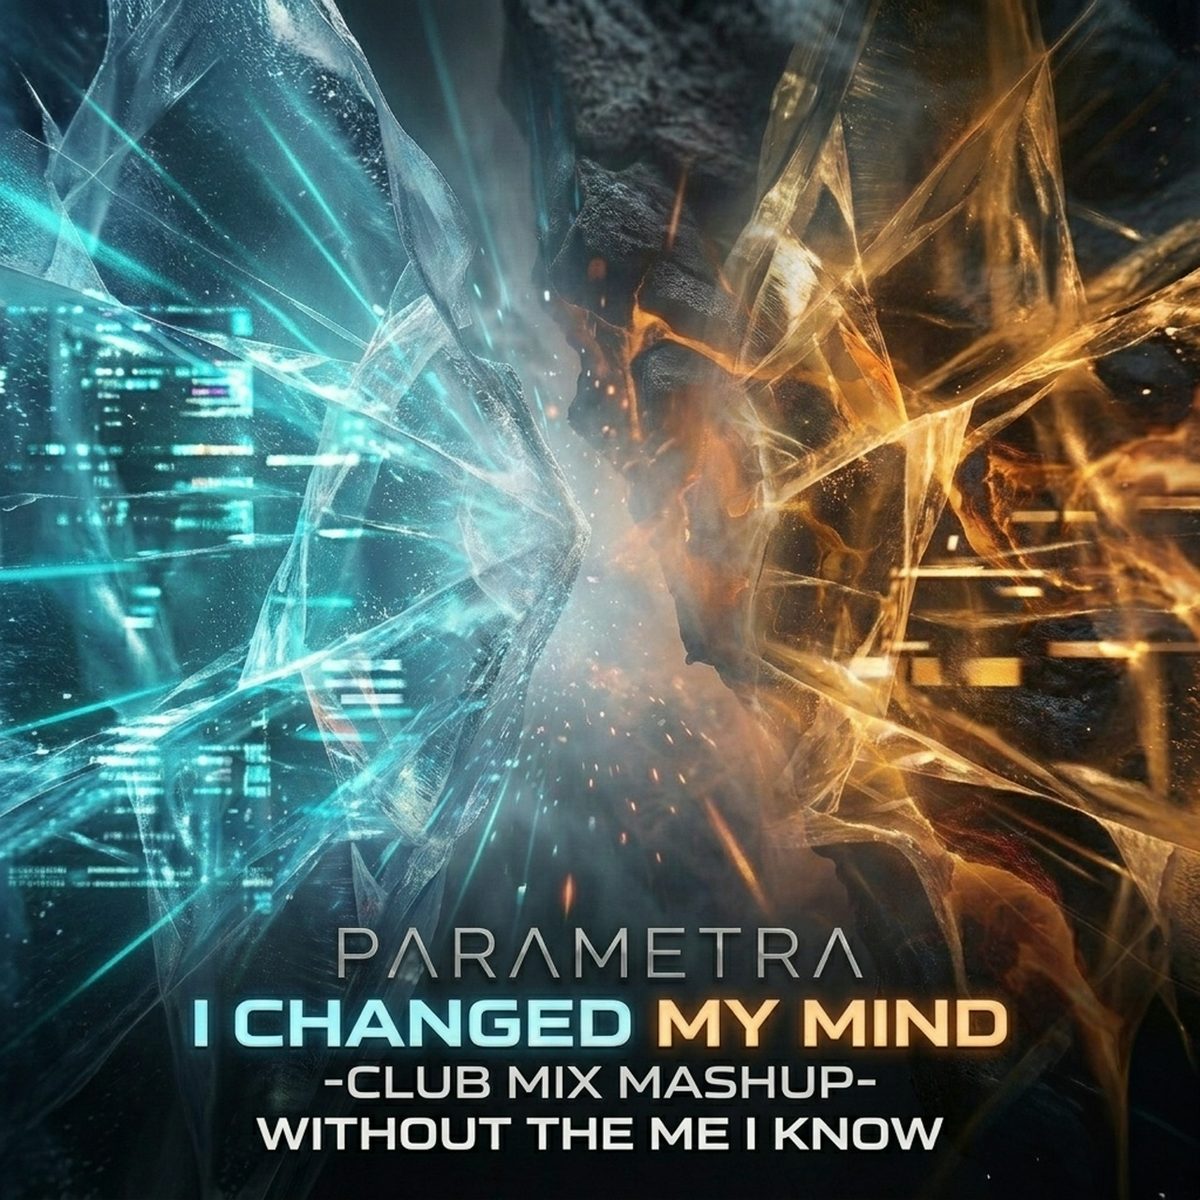 PARAMETRA
I CHANGED MY MIND
-CLUB MIX MASHUP-
WITHOUT THE ME I KNOW